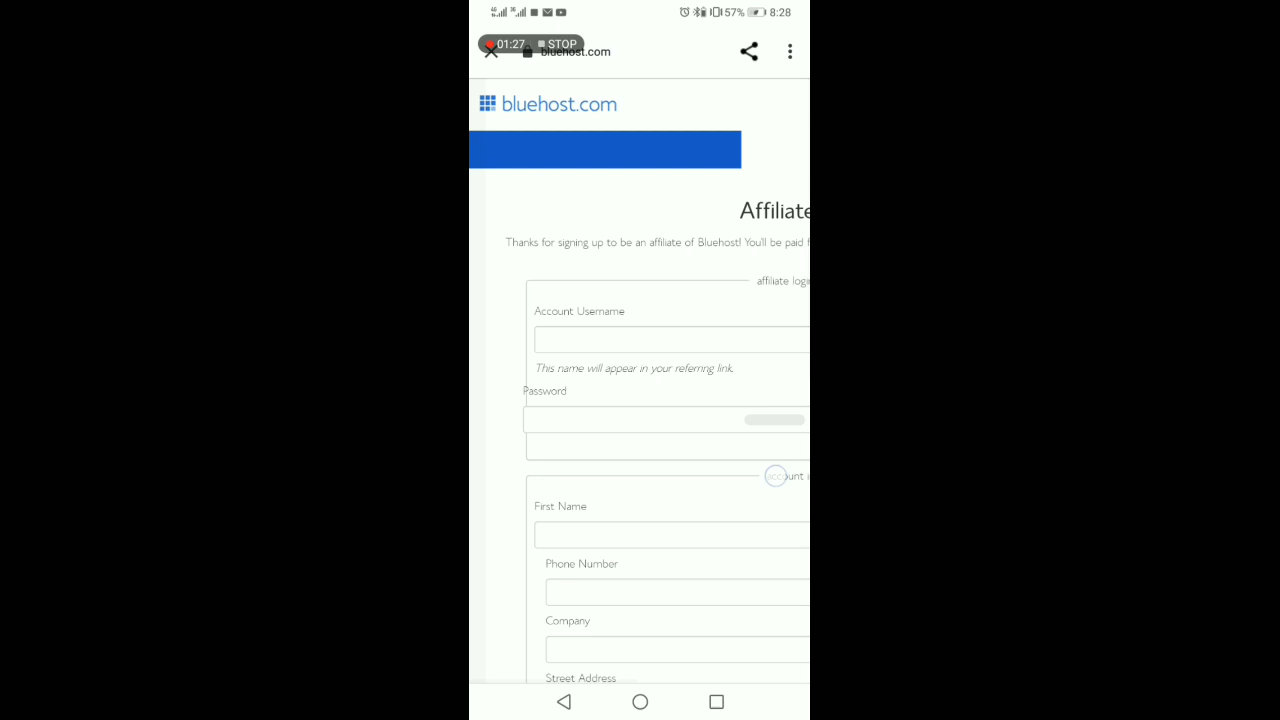 57% 8:28
01:27 STOP
bluehost.com
bluehost.com
Affiliate
Thanks for signing up to be an affiliate of Bluehost! You'll be paid
affiliate login
Account Username
This name will appear in your referring link.
Password
account
First Name
Phone Number
Company
Street Address